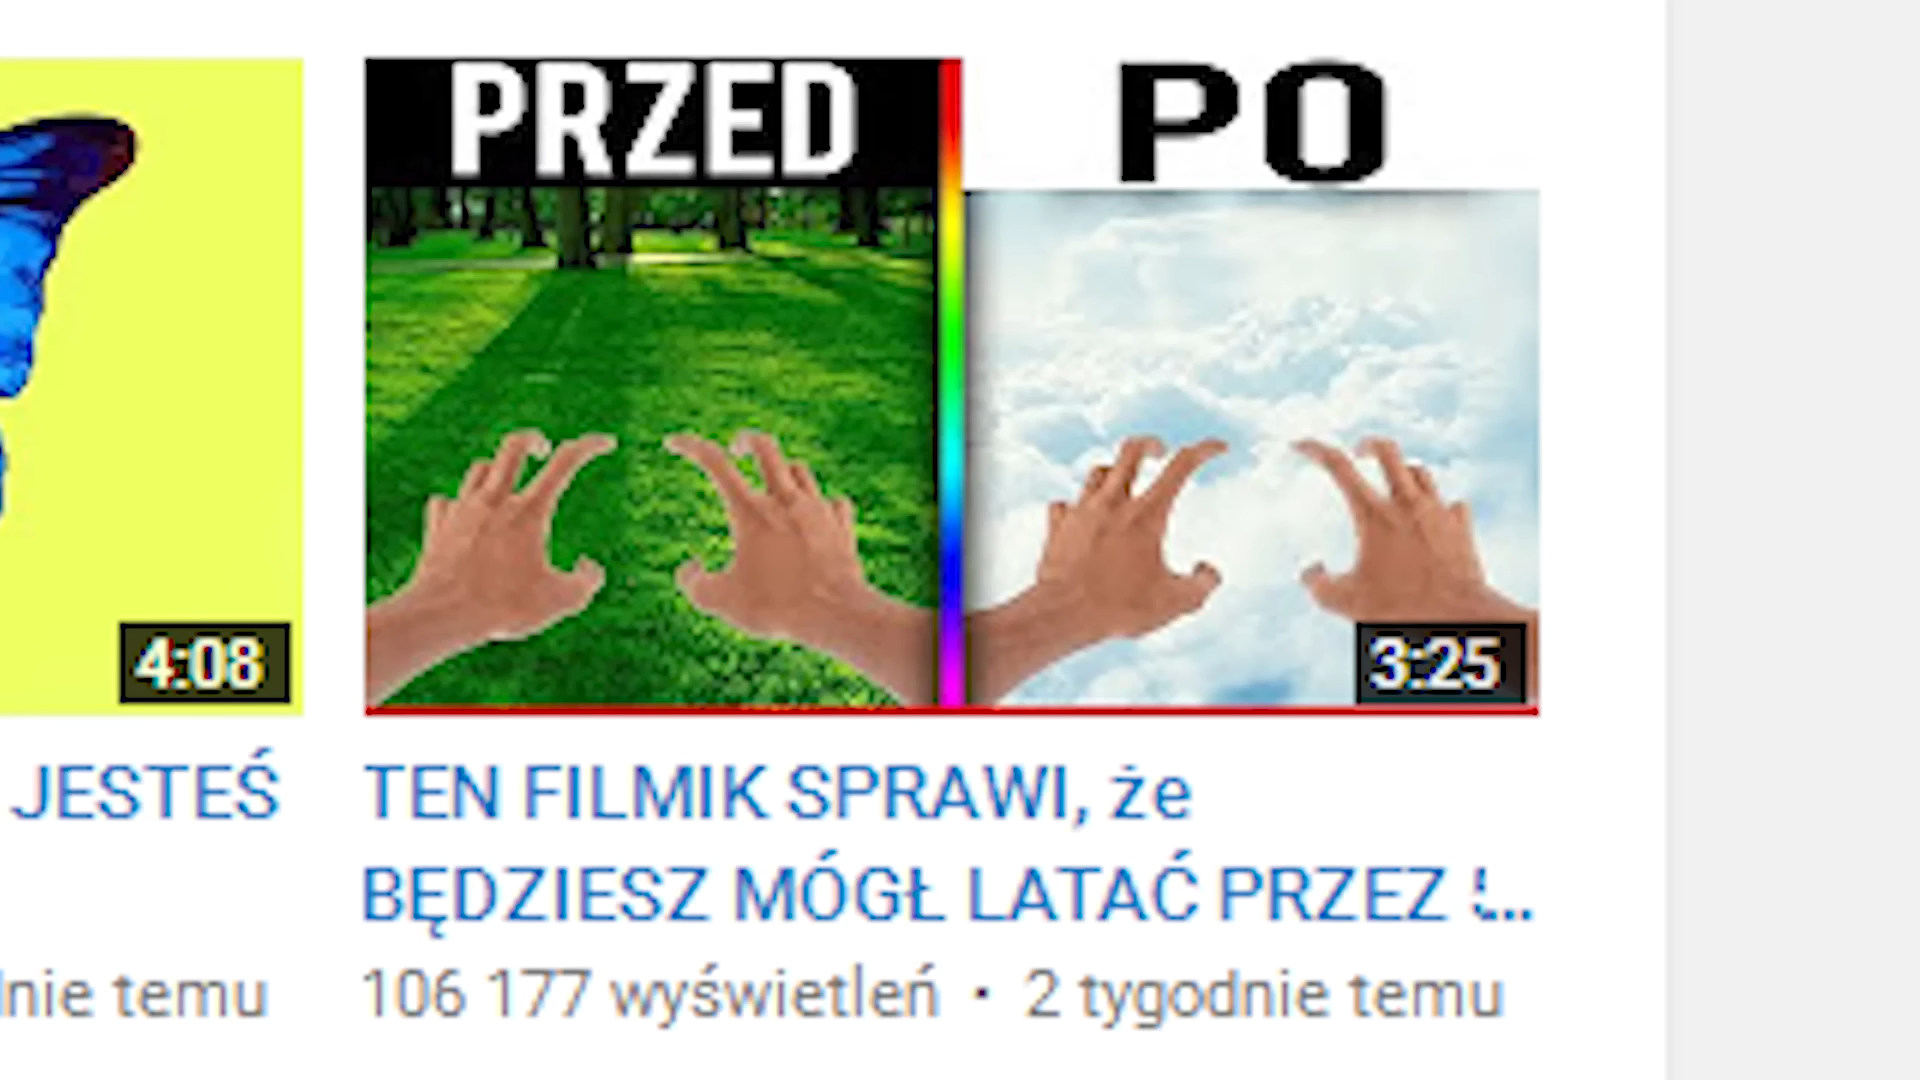 PRZED
PO
4:08
3:25
JESTEŚ
TEN FILMIK SPRAWI, że
BĘDZIESZ MÓGŁ LATAĆ PRZEZ
temu
106 177 wyświetleń • 2 tygodnie temu